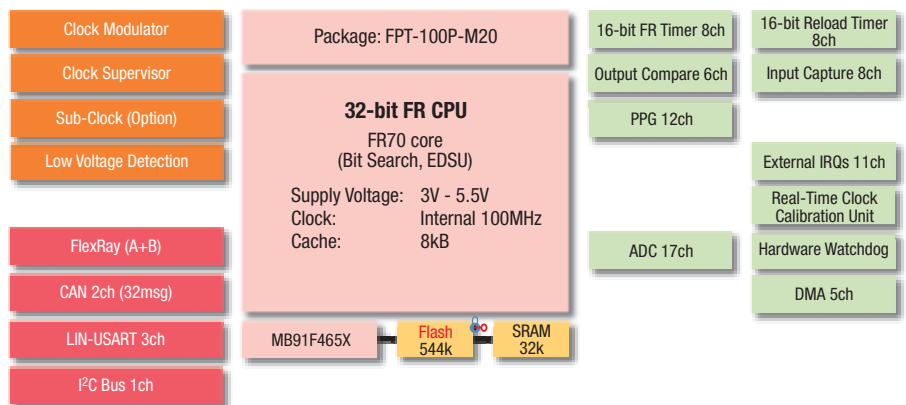 Clock Modulator
Clock Supervisor
Sub-Clock (Option)
Low Voltage Detection
FlexRay (A+B)
CAN 2ch (32msg)
LIN-USART 3ch
I²C Bus 1ch
Package: FPT-100P-M20
32-bit FR CPU
FR70 core
(Bit Search, EDSU)
Supply Voltage: 3V - 5.5V
Clock: Internal 100MHz
Cache: 8kB
MB91F465X
Flash
544k
SRAM
32k
16-bit FR Timer 8ch
Output Compare 6ch
PPG 12ch
ADC 17ch
16-bit Reload Timer
8ch
Input Capture 8ch
External IRQs 11ch
Real-Time Clock
Calibration Unit
Hardware Watchdog
DMA 5ch